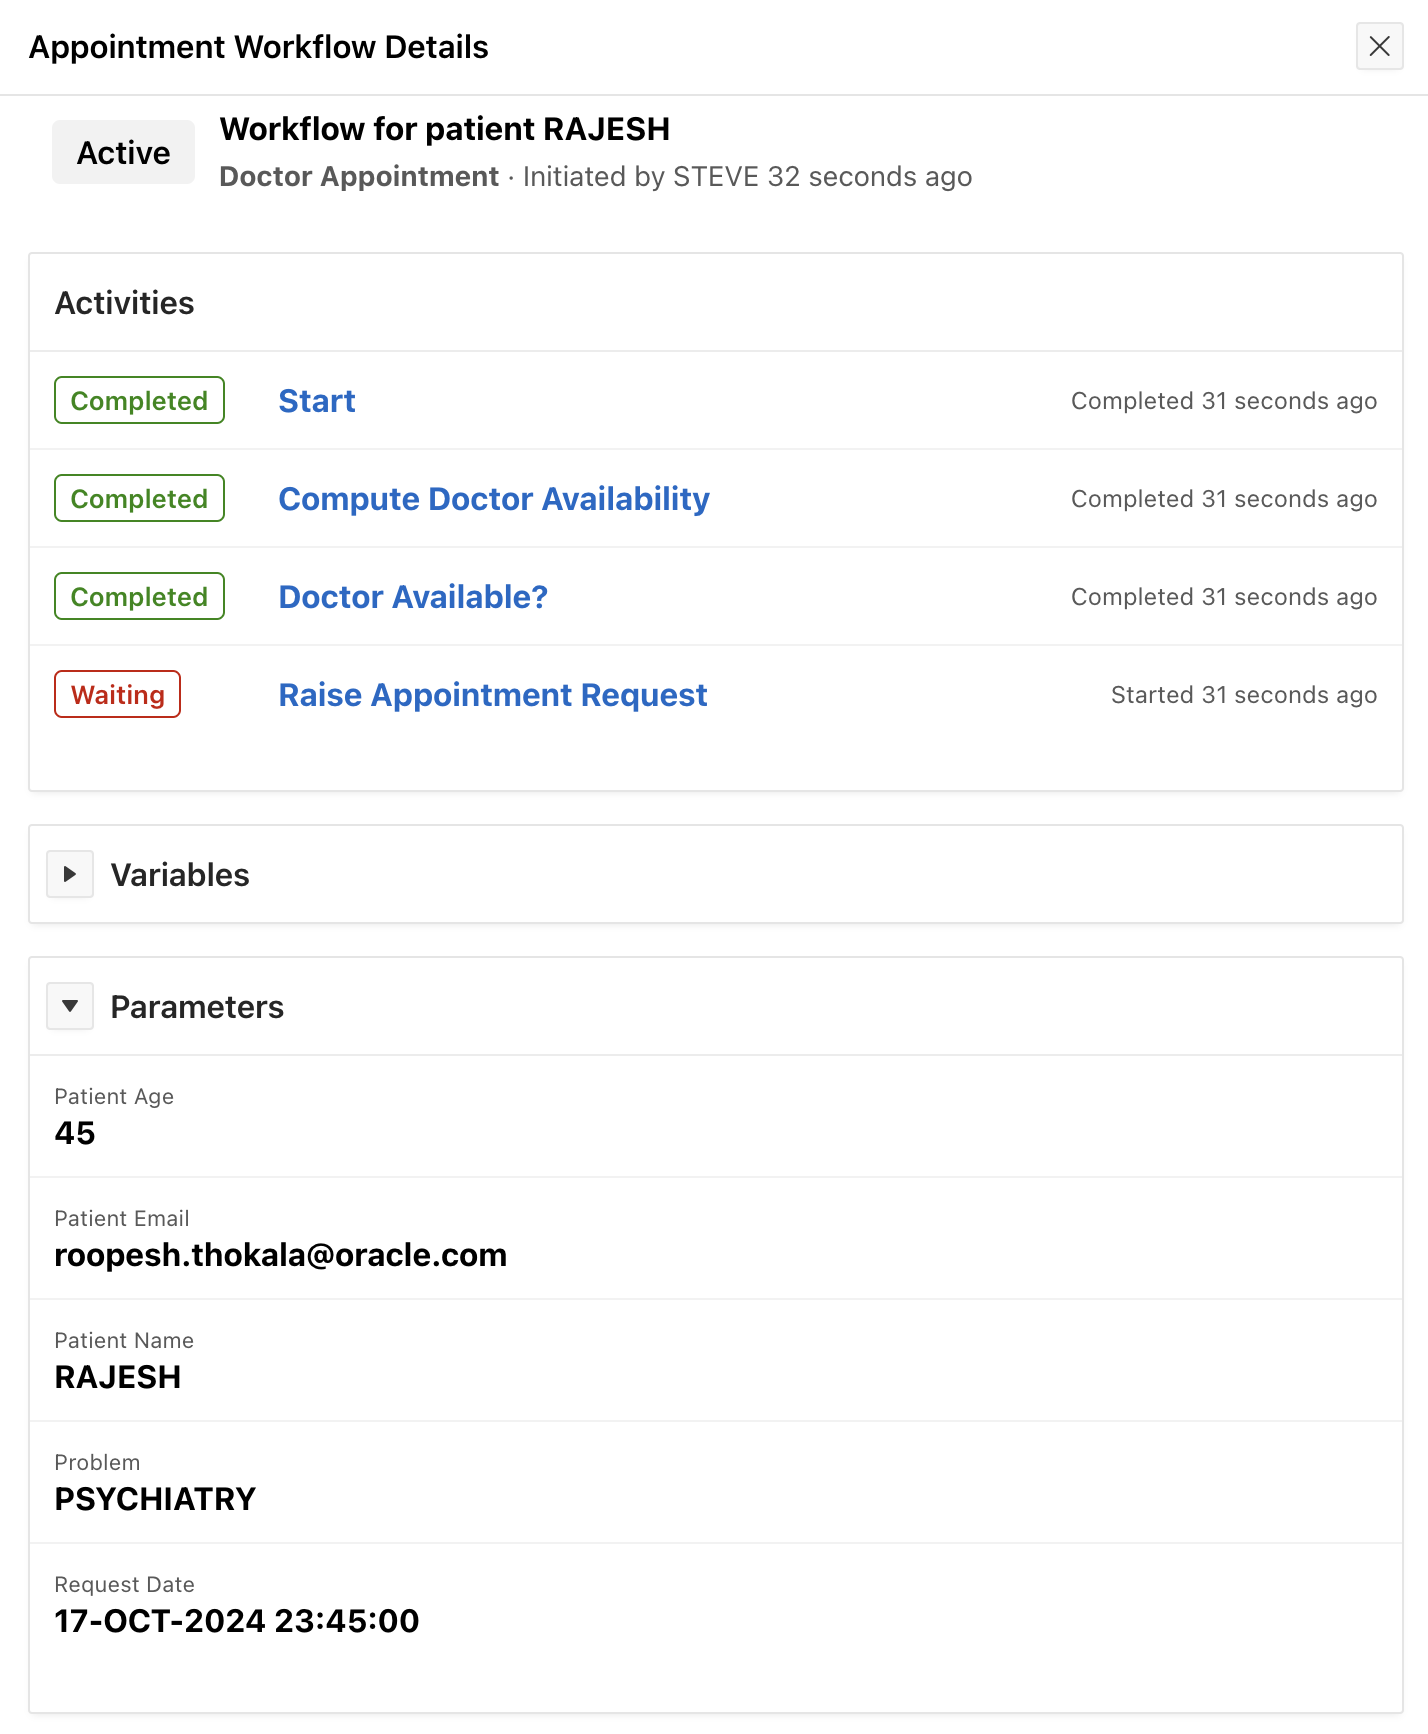 Appointment Workflow Details
Active
Workflow for patient RAJESH
Doctor Appointment · Initiated by STEVE 32 seconds ago
Activities
Completed Start Completed 31 seconds ago
Completed Compute Doctor Availability Completed 31 seconds ago
Completed Doctor Available? Completed 31 seconds ago
Waiting Raise Appointment Request Started 31 seconds ago
Variables
Parameters
Patient Age
45
Patient Email
roopesh.thokala@oracle.com
Patient Name
RAJESH
Problem
PSYCHIATRY
Request Date
17-OCT-2024 23:45:00